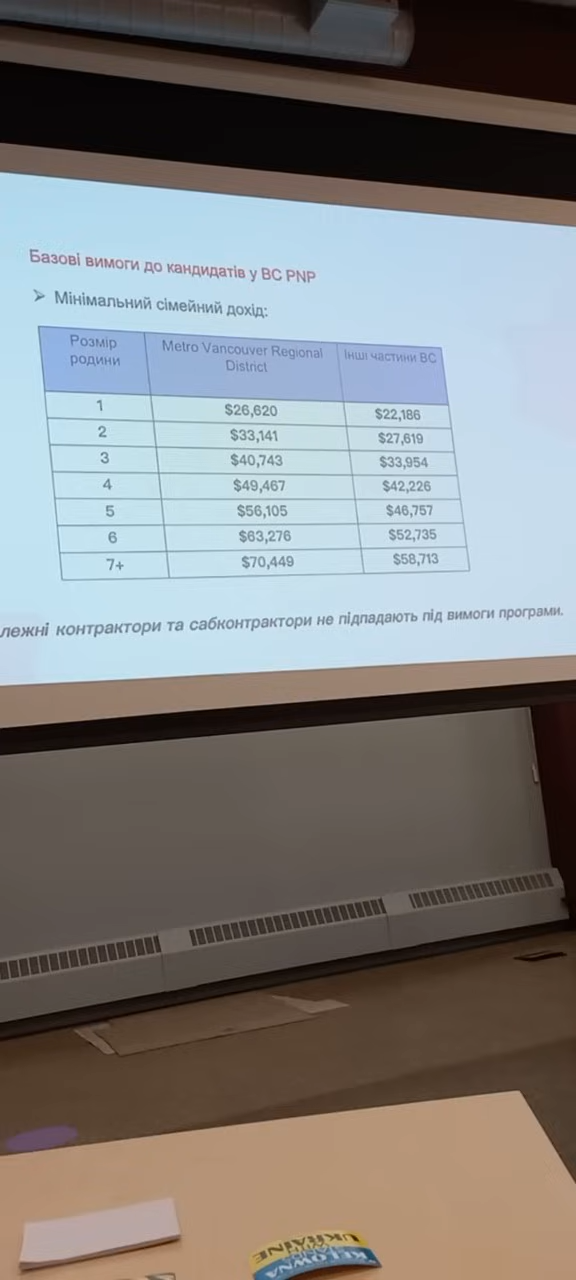 Базові вимоги до кандидатів у BC PNP
➤ Мінімальний сімейний дохід:
Розмір родини | Metro Vancouver Regional District | Інші частини BC
1 | $26,620 | $22,186
2 | $33,141 | $27,619
3 | $40,743 | $33,954
4 | $49,467 | $42,226
5 | $56,105 | $46,757
6 | $63,276 | $52,735
7+ | $70,449 | $58,713
лежні контрактори та сабконтрактори не підпадають під вимоги програми.
KELOWNA
UKRAINE